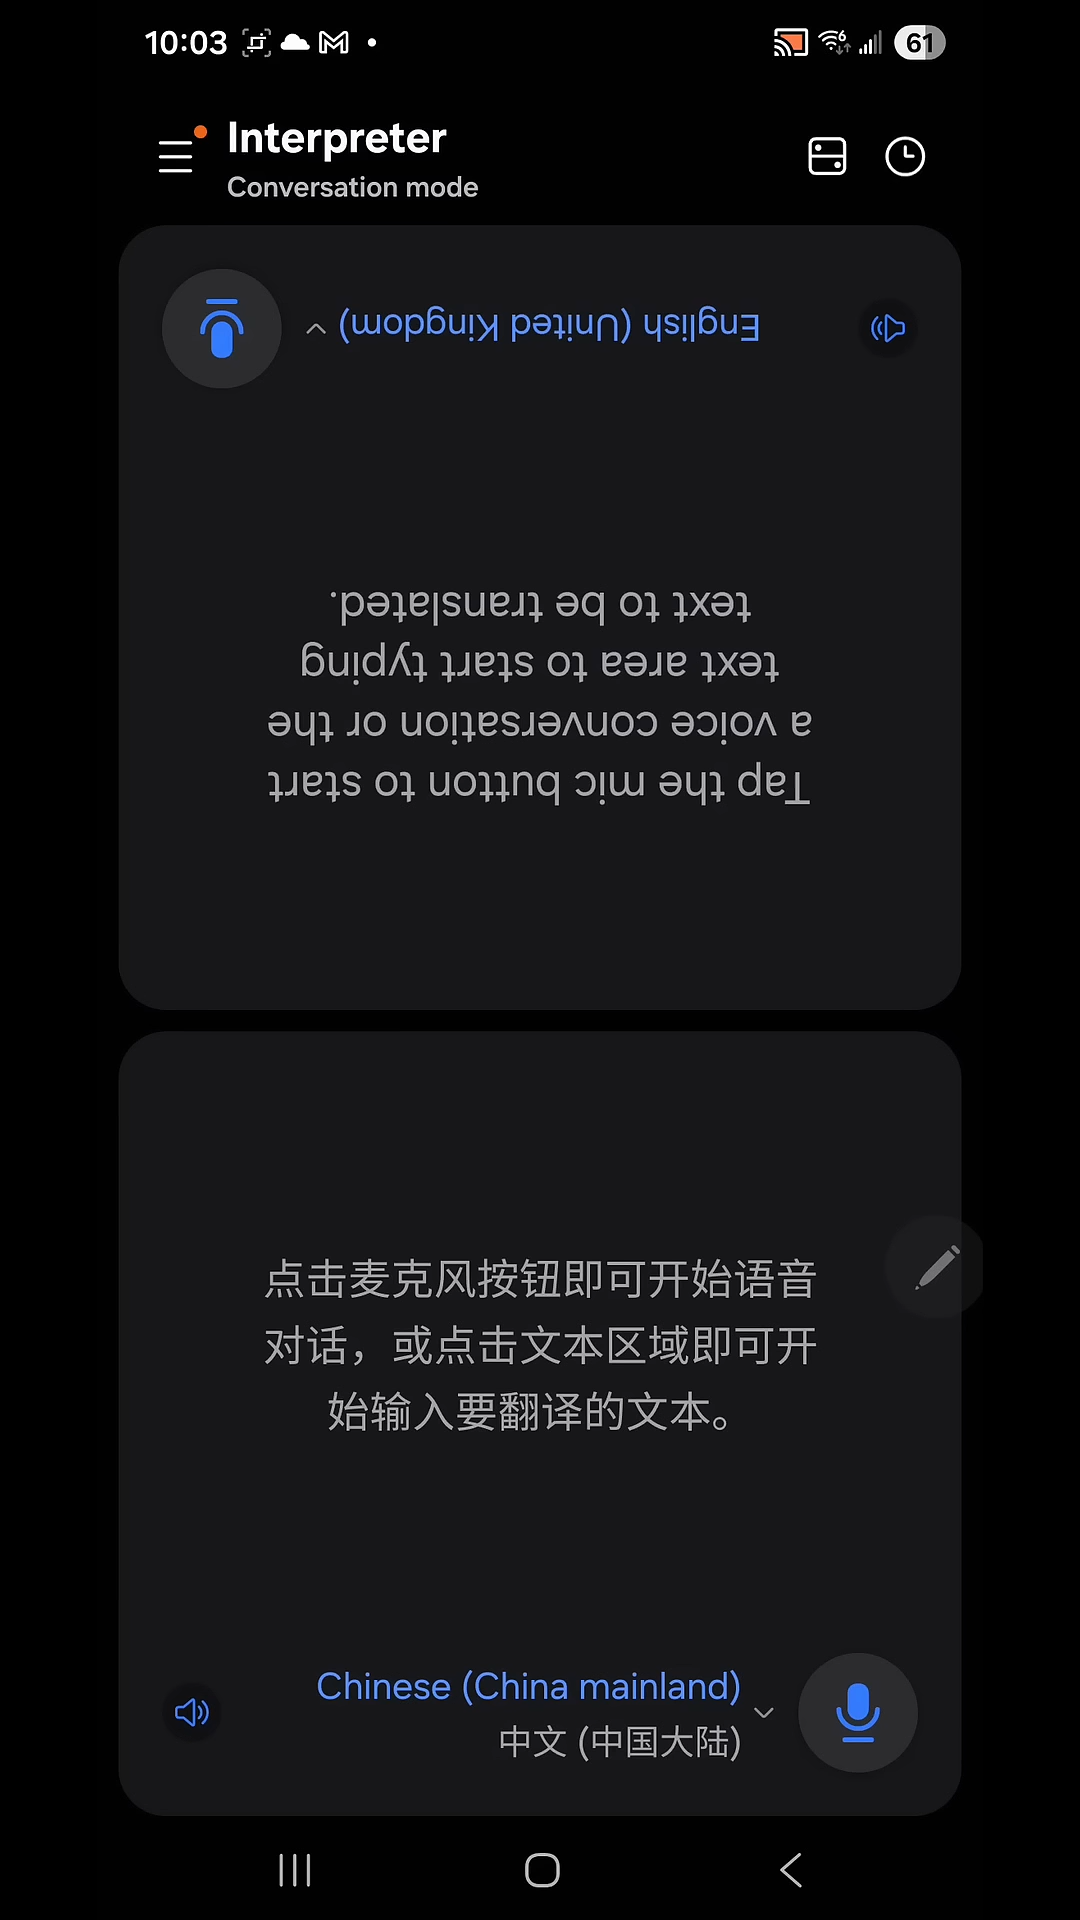 10:03
61
Interpreter
Conversation mode
English (United Kingdom)
Tap the mic button to start
a voice conversation or the
text area to start typing
text to be translated.
点击麦克风按钮即可开始语音
对话，或点击文本区域即可开
始输入要翻译的文本。
Chinese (China mainland)
中文 (中国大陆)